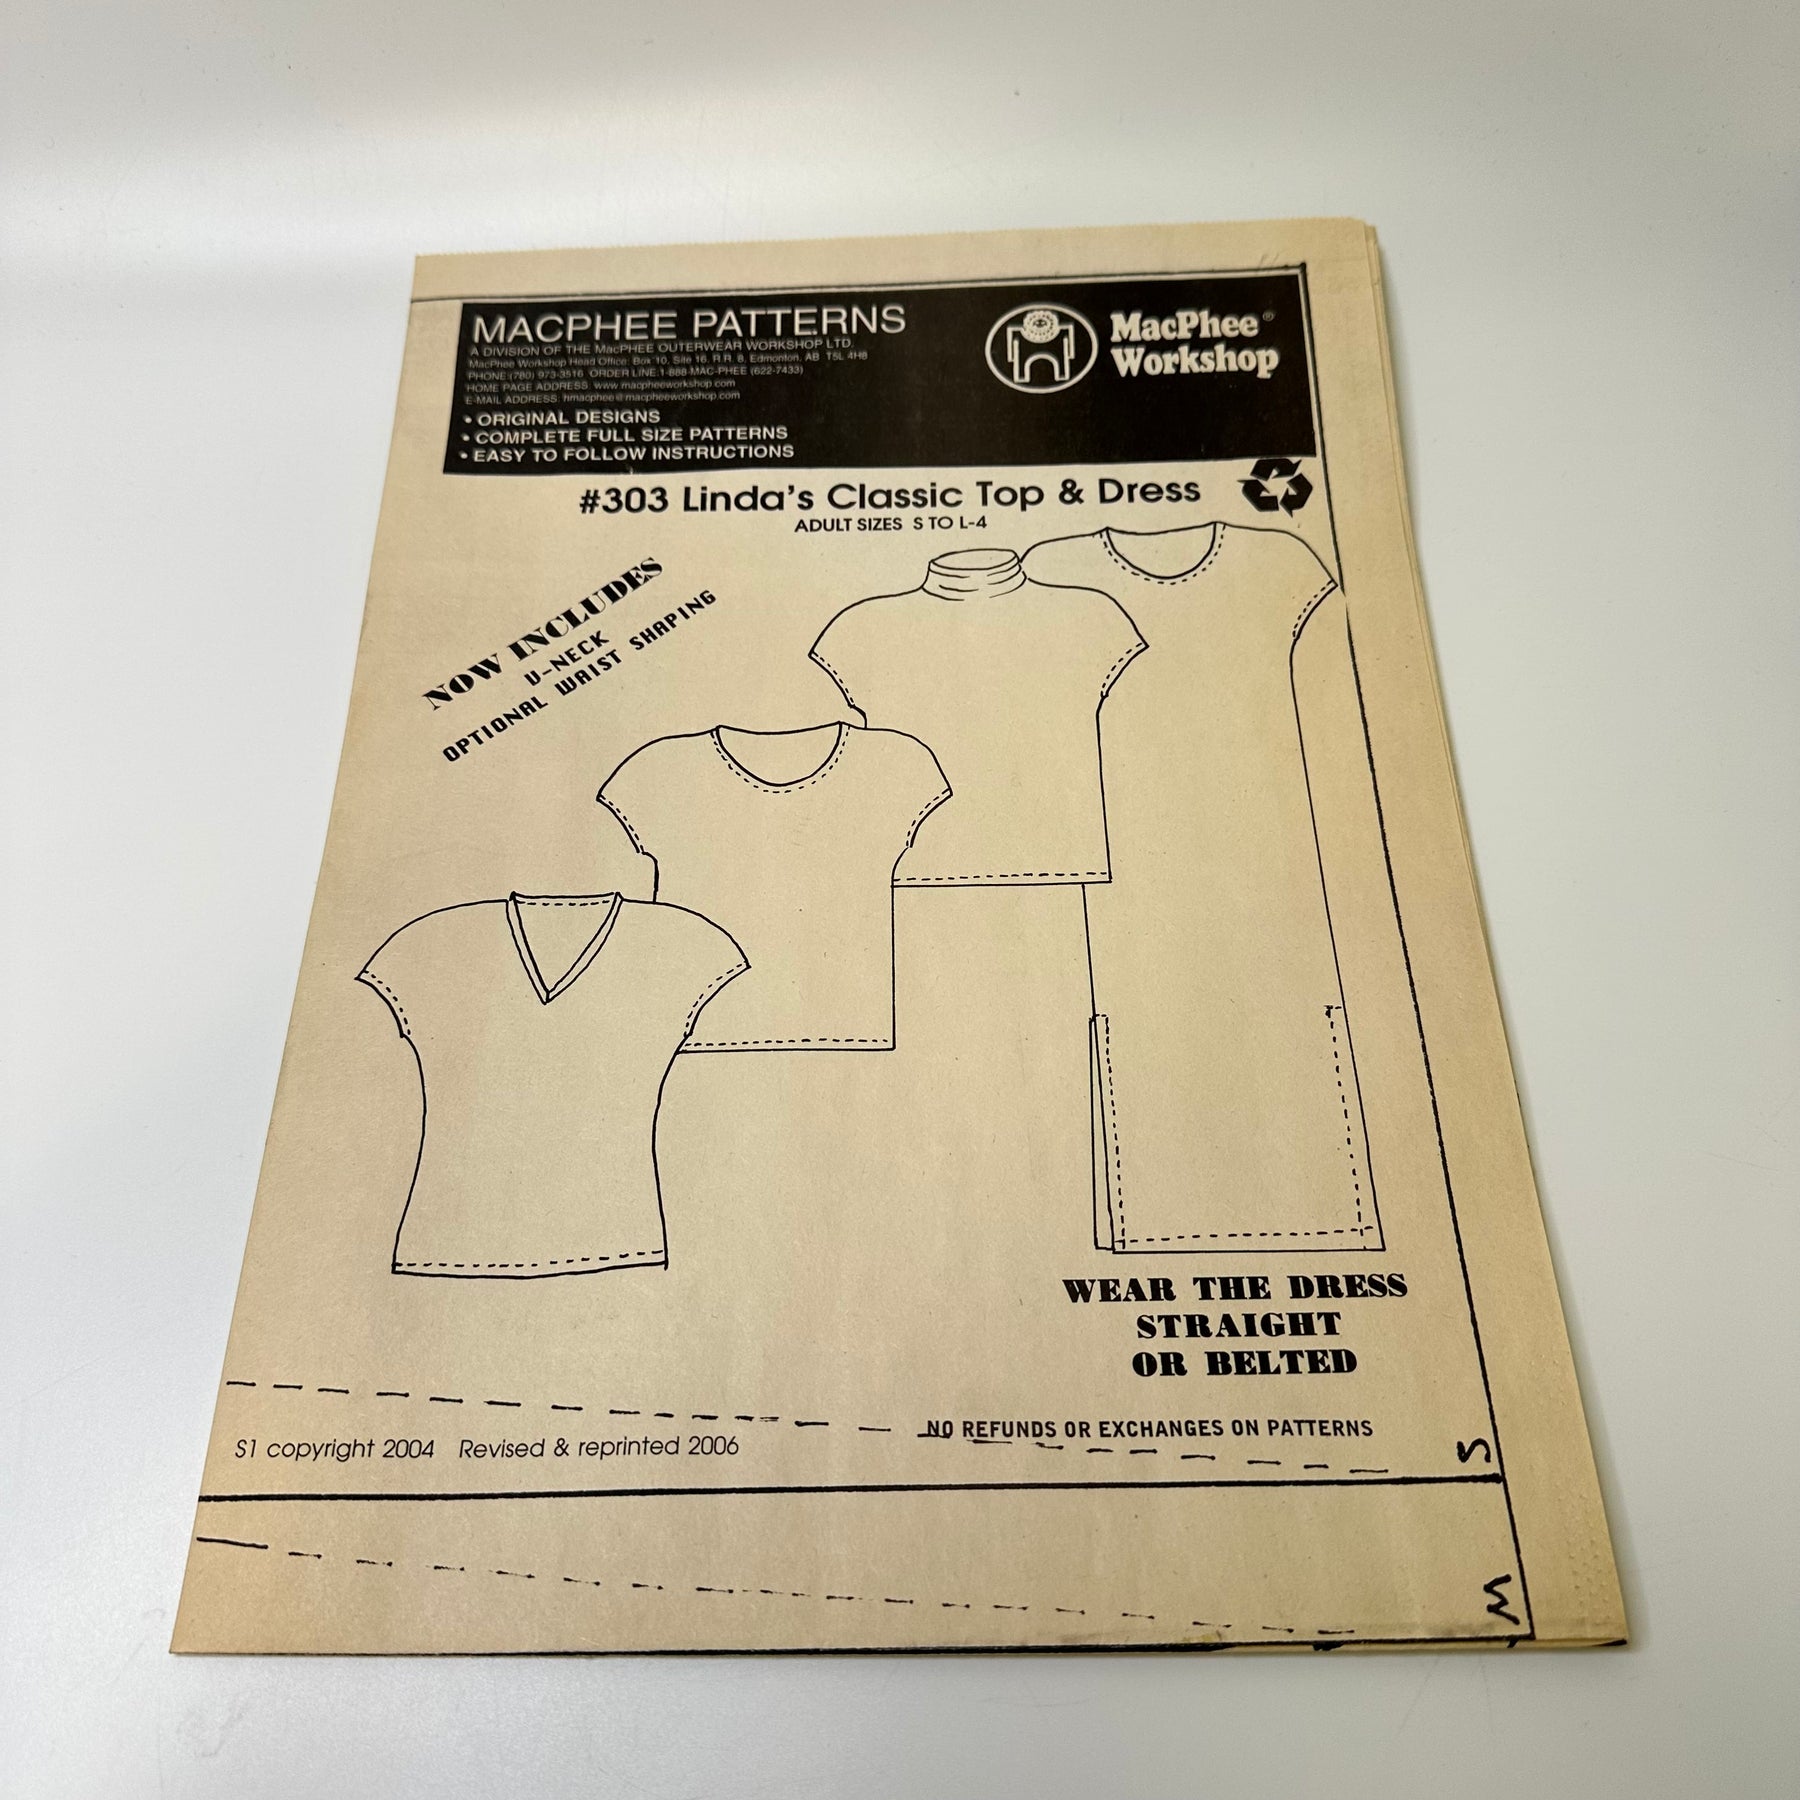 MACPHEE PATTERNS
A DIVISION OF THE MacPHEE OUTERWEAR WORKSHOP LTD.
MacPhee Workshop Head Office: Box 10, Site 16, R.R. 8, Edmonton, AB T5L 4H8
PHONE:(780) 973-3516 ORDER LINE:1-888-MAC-PHEE (622-7433)
HOME PAGE ADDRESS: www.macpheeworkshop.com
E-MAIL ADDRESS: hmacphee@macpheeworkshop.com
• ORIGINAL DESIGNS
• COMPLETE FULL SIZE PATTERNS
• EASY TO FOLLOW INSTRUCTIONS
MacPhee®
Workshop
#303 Linda's Classic Top & Dress
ADULT SIZES S TO L-4
NOW INCLUDES
V-NECK
OPTIONAL WAIST SHAPING
WEAR THE DRESS
STRAIGHT
OR BELTED
NO REFUNDS OR EXCHANGES ON PATTERNS
S1 copyright 2004 Revised & reprinted 2006
S
M